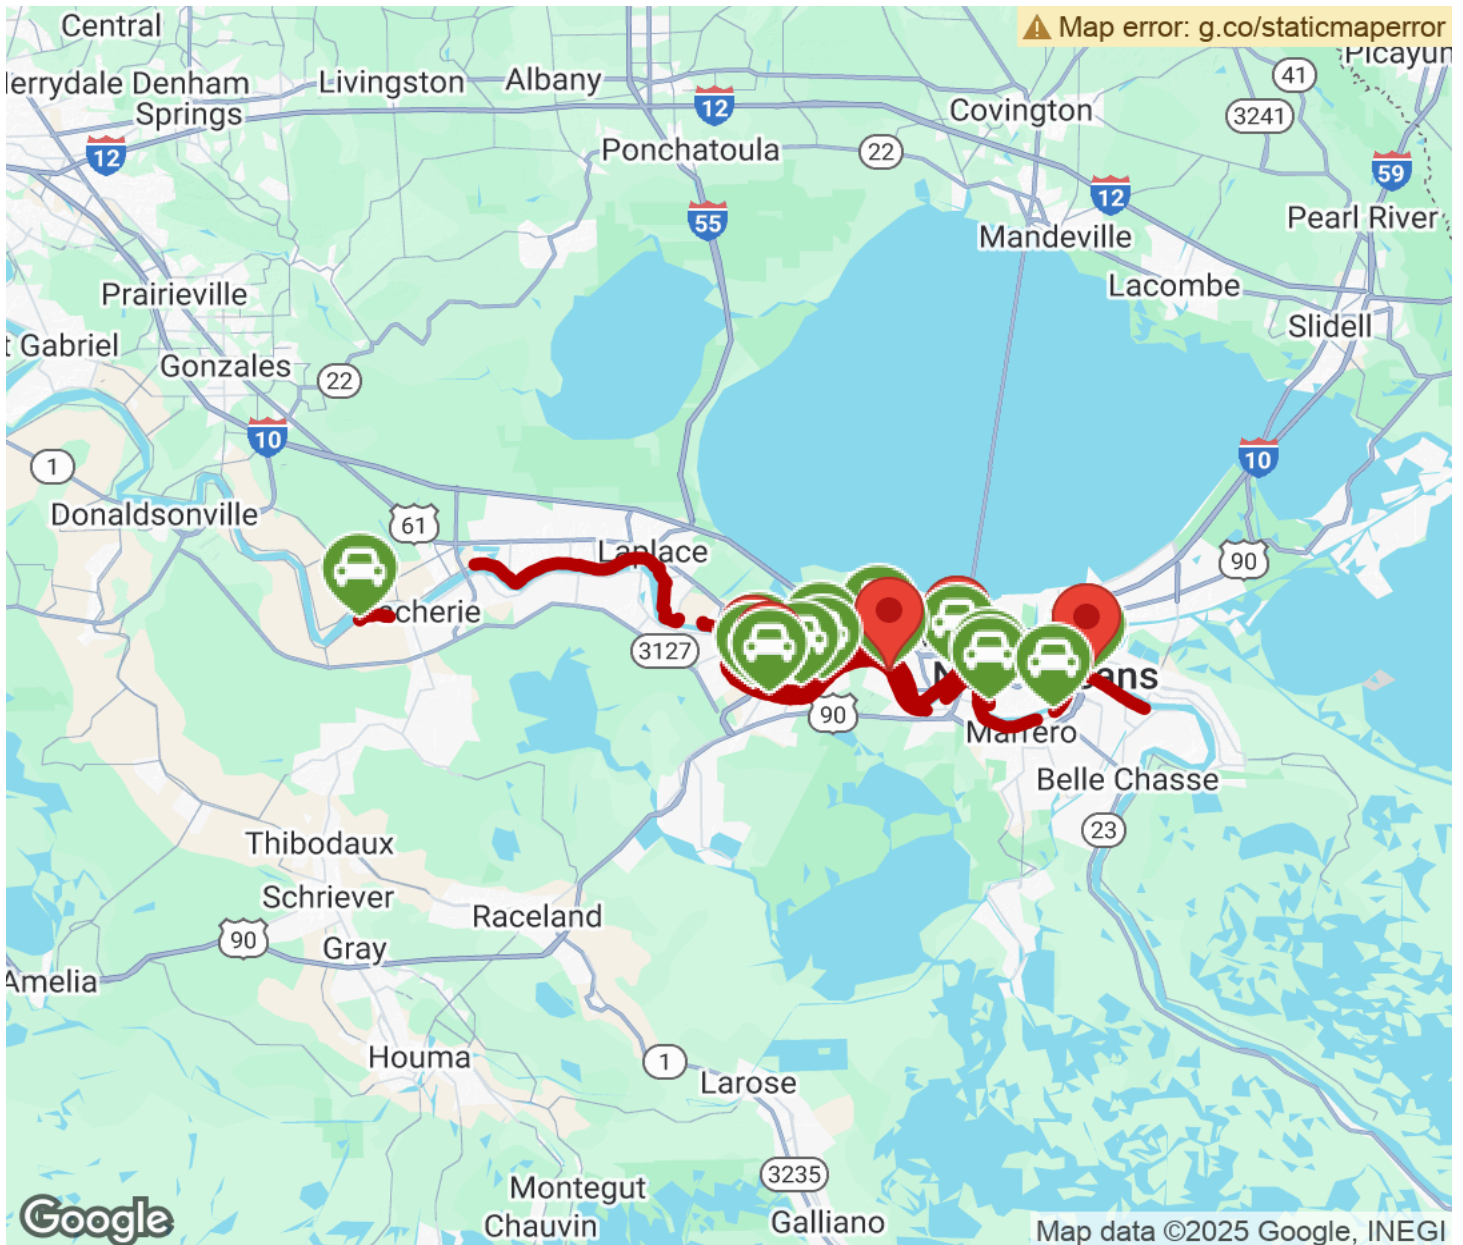 Central
Map error: g.co/staticmaperror
Picayun
41
errydale Denham
Springs
Livingston
Albany
12
Covington
3241
12
Ponchatoula
22
59
12
55
Pearl River
Mandeville
Prairieville
Lacombe
Slidell
t Gabriel
Gonzales
22
10
10
1
Donaldsonville
61
Laplace
90
cherie
3127
N
ans
90
Marrero
Belle Chasse
23
Thibodaux
Schriever
Raceland
90
Gray
Amelia
Houma
1
Larose
3235
Montegut
Chauvin
Galliano
Google
Map data ©2025 Google, INEGI